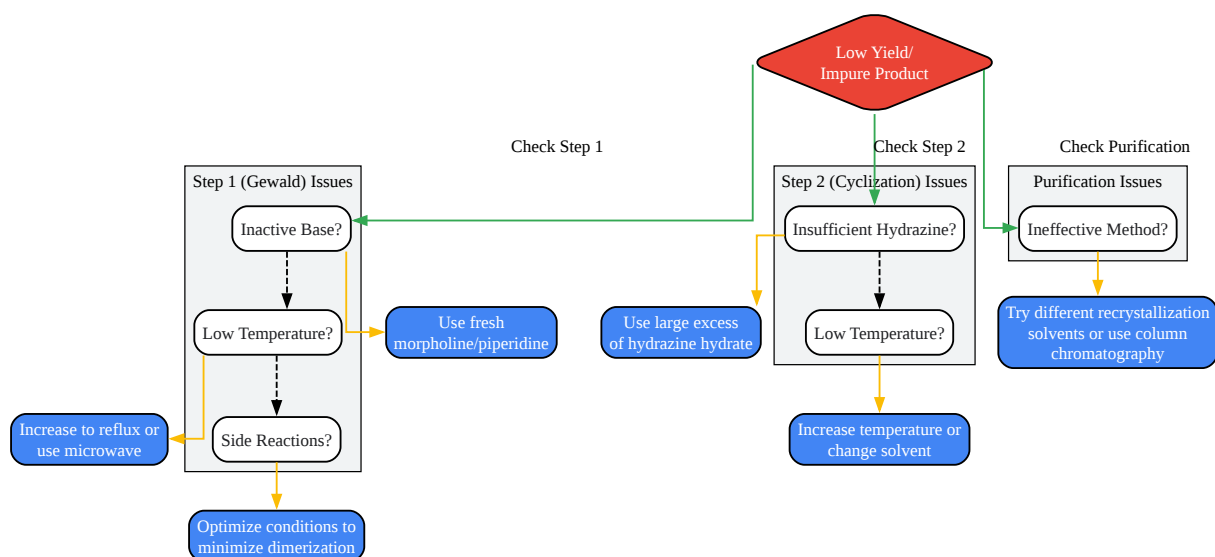 Low Yield/
Impure Product
Check Step 1
Check Step 2
Check Purification
Step 1 (Gewald) Issues
Step 2 (Cyclization) Issues
Purification Issues
Inactive Base?
Insufficient Hydrazine?
Ineffective Method?
Low Temperature?
Use fresh
morpholine/piperidine
Use large excess
of hydrazine hydrate
Low Temperature?
Try different recrystallization
solvents or use column
chromatography
Increase to reflux or
use microwave
Side Reactions?
Increase temperature or
change solvent
Optimize conditions to
minimize dimerization